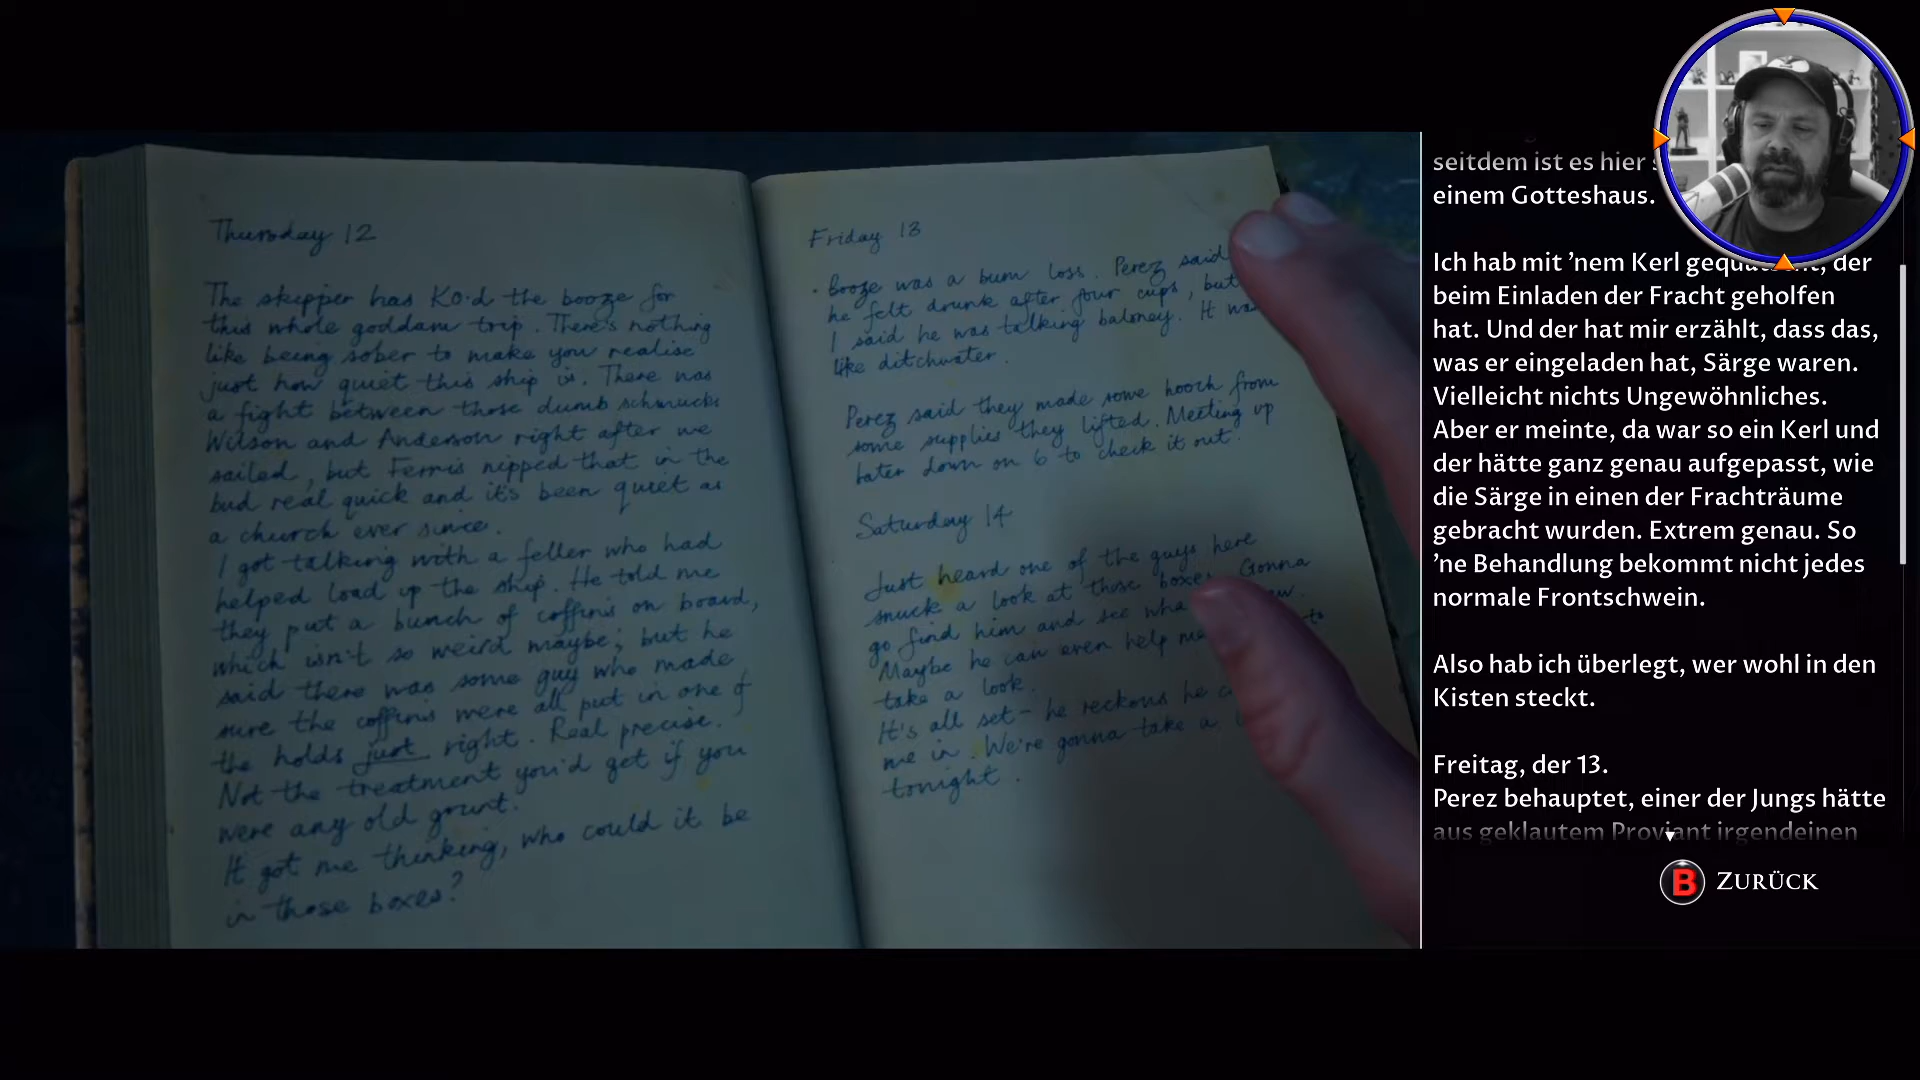 Thursday 12
The skipper has KO'd the booze for
this whole goddam trip. There's nothing
like being sober to make you realise
just how quiet this ship is. There was
a fight between those dumb schmucks
Wilson and Anderson right after we
sailed, but Ferris nipped that in the
bud real quick and it's been quiet as
a church ever since.
I got talking with a feller who had
helped load up the ship. He told me
they put a bunch of coffins on board,
which isn't so weird maybe, but he
said there was some guy who made
sure the coffins were all put in one of
the holds just right. Real precise.
Not the treatment you'd get if you
were any old grunt.
It got me thinking, who could it be
in those boxes?
Friday 13
Booze was a bum loss. Perez said
he felt drunk after four cups, but
I said he was talking baloney. It was
like ditchwater.
Perez said they made some hooch from
some supplies they lifted. Meeting up
later down on 6 to check it out.
Saturday 14
Just heard one of the guys here
snuck a look at those boxes. Gonna
go find him and see
Maybe he can even help me to
take a look.
It's all set - he reckons he
me in. We're gonna take a
tonight.
seitdem ist es hier
einem Gotteshaus.
Ich hab mit 'nem Kerl der
beim Einladen der Fracht geholfen
hat. Und der hat mir erzählt, dass das,
was er eingeladen hat, Särge waren.
Vielleicht nichts Ungewöhnliches.
Aber er meinte, da war so ein Kerl und
der hätte ganz genau aufgepasst, wie
die Särge in einen der Frachträume
gebracht wurden. Extrem genau. So
'ne Behandlung bekommt nicht jedes
normale Frontschwein.
Also hab ich überlegt, wer wohl in den
Kisten steckt.
Freitag, der 13.
Perez behauptet, einer der Jungs hätte
aus geklautem Proviant irgendeinen
B ZURÜCK